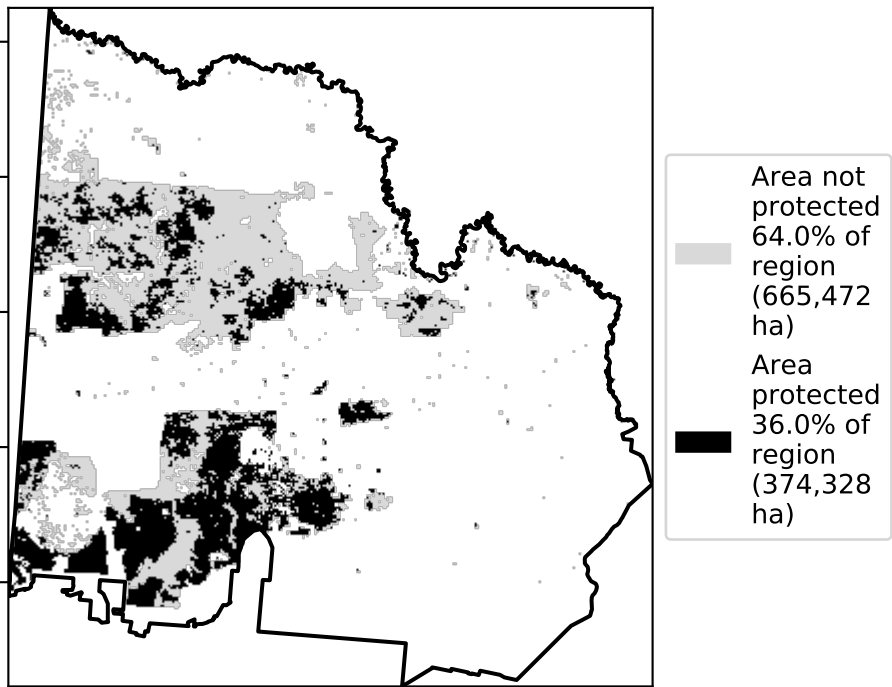 Area not
protected
64.0% of
region
(665,472
ha)
Area
protected
36.0% of
region
(374,328
ha)